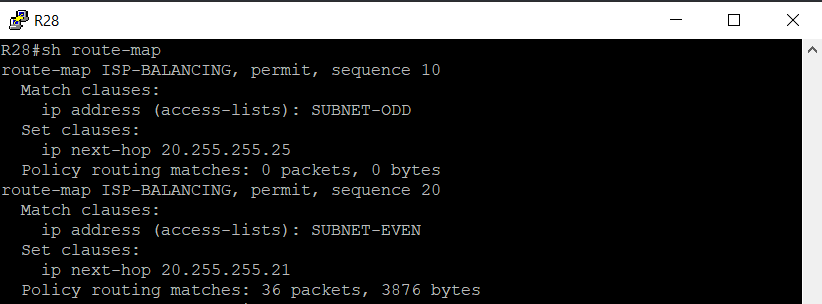 R28
R28#sh route-map
route-map ISP-BALANCING, permit, sequence 10
  Match clauses:
    ip address (access-lists): SUBNET-ODD
  Set clauses:
    ip next-hop 20.255.255.25
  Policy routing matches: 0 packets, 0 bytes
route-map ISP-BALANCING, permit, sequence 20
  Match clauses:
    ip address (access-lists): SUBNET-EVEN
  Set clauses:
    ip next-hop 20.255.255.21
  Policy routing matches: 36 packets, 3876 bytes